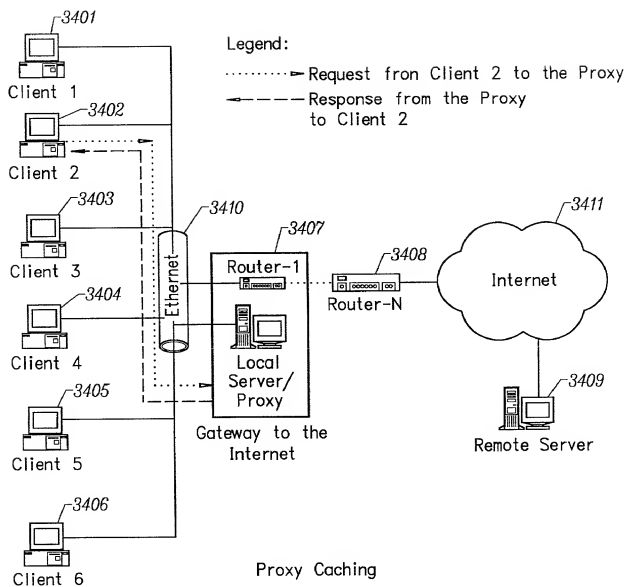 3401
Client 1
Legend:
Request fron Client 2 to the Proxy
Response from the Proxy
to Client 2
3402
Client 2
3403
Client 3
3410
Ethernet
3407
Router-1
3408
Router-N
3411
Internet
3404
Client 4
Local
Server/
Proxy
Gateway to the
Internet
3409
Remote Server
3405
Client 5
3406
Client 6
Proxy Caching